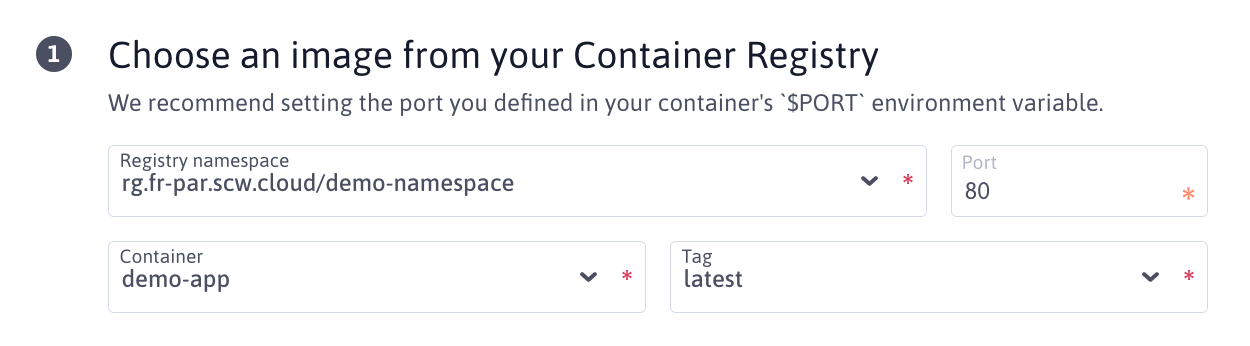 1
Choose an image from your Container Registry
We recommend setting the port you defined in your container's `$PORT` environment variable.
Registry namespace
rg.fr-par.scw.cloud/demo-namespace
*
Port
80
*
Container
demo-app
*
Tag
latest
*